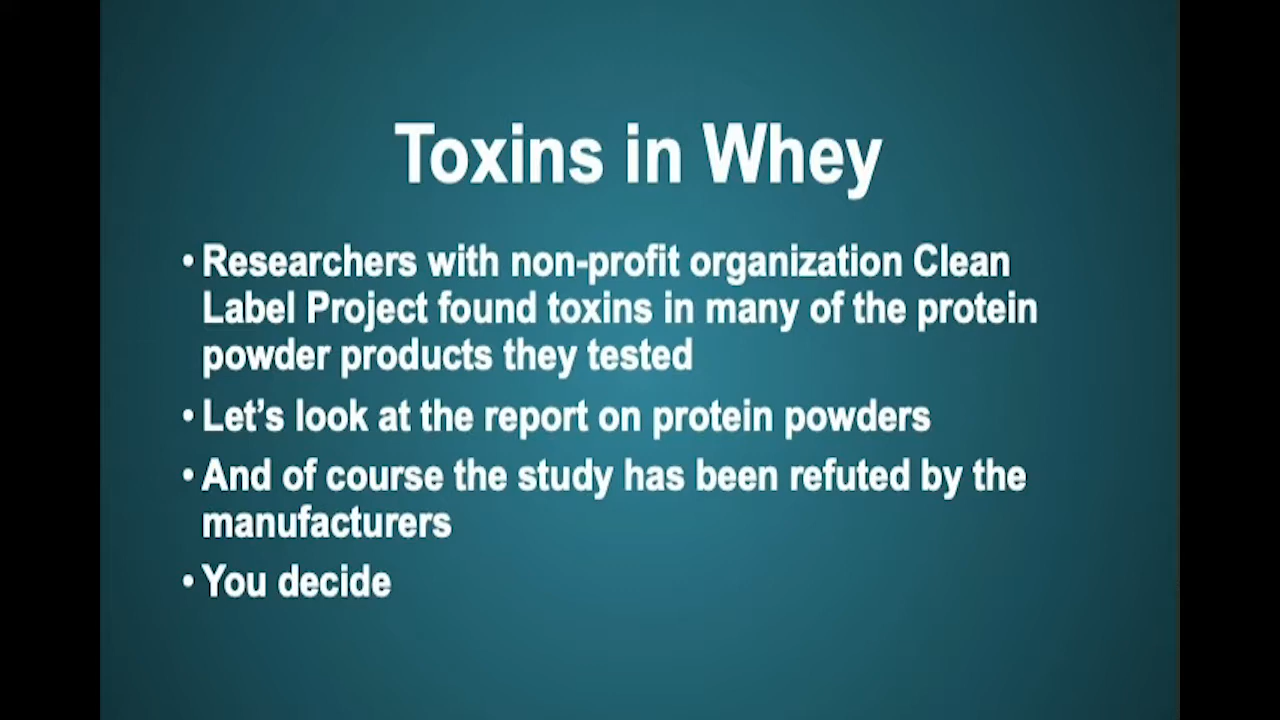 Toxins in Whey
• Researchers with non-profit organization Clean
Label Project found toxins in many of the protein
powder products they tested
• Let’s look at the report on protein powders
• And of course the study has been refuted by the
manufacturers
• You decide